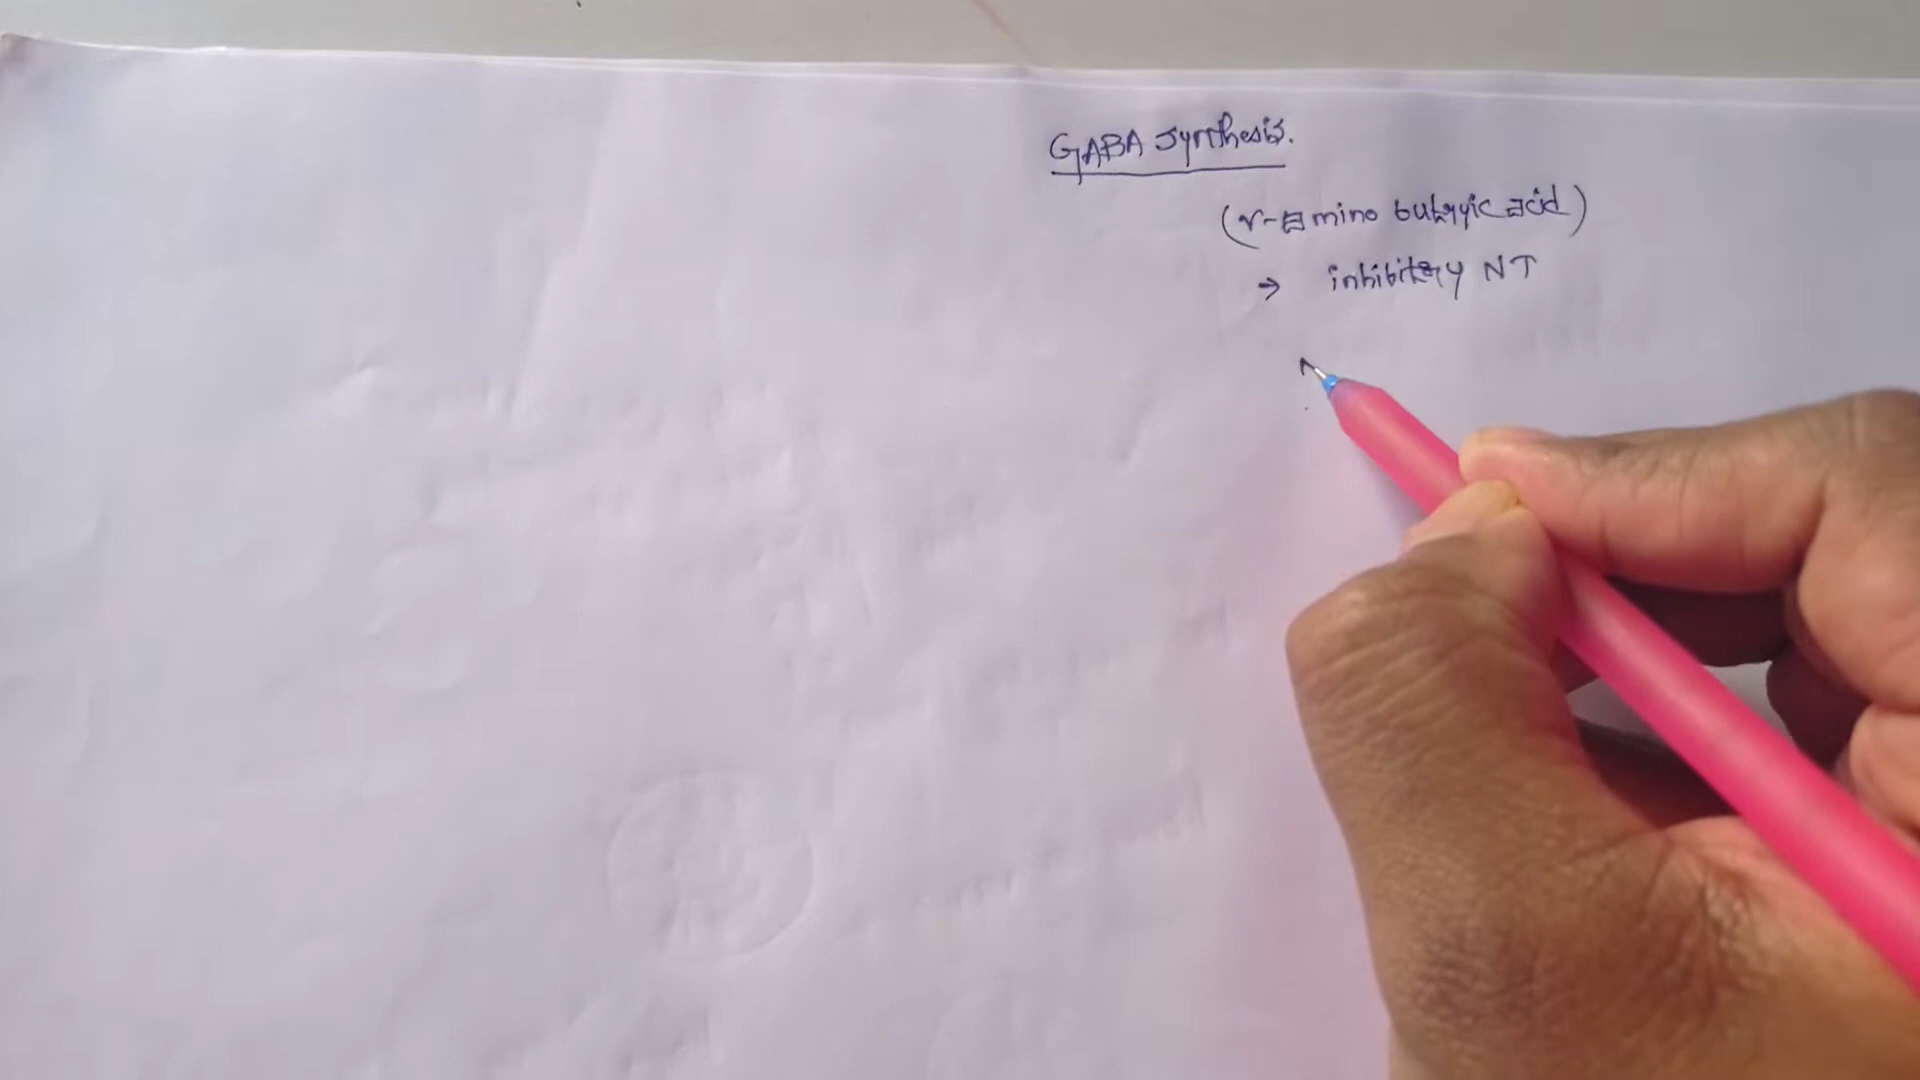 GABA synthesis.
(γ-amino butryic acid)
→ inhibitory NT